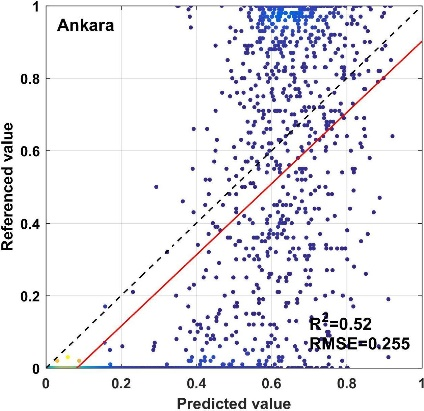 Ankara
1
0.8
0.6
0.4
0.2
0
Referenced value
R²=0.52
RMSE=0.255
0 0.2 0.4 0.6 0.8 1
Predicted value